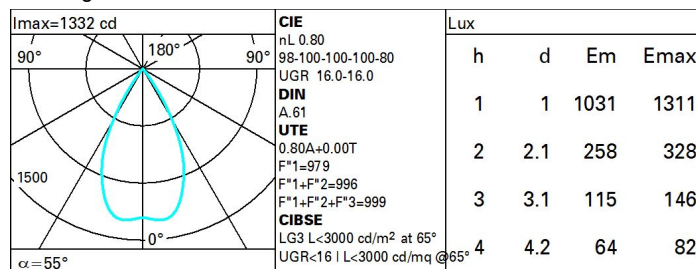 Imax=1332 cd
90° 180° 90°
1500
0°
α=55°
CIE
nL 0.80
98-100-100-100-80
UGR 16.0-16.0
DIN
A.61
UTE
0.80A+0.00T
F"1=979
F"1+F"2=996
F"1+F"2+F"3=999
CIBSE
LG3 L<3000 cd/m² at 65°
UGR<16 | L<3000 cd/mq @65°
Lux
h d Em Emax
1 1 1031 1311
2 2.1 258 328
3 3.1 115 146
4 4.2 64 82